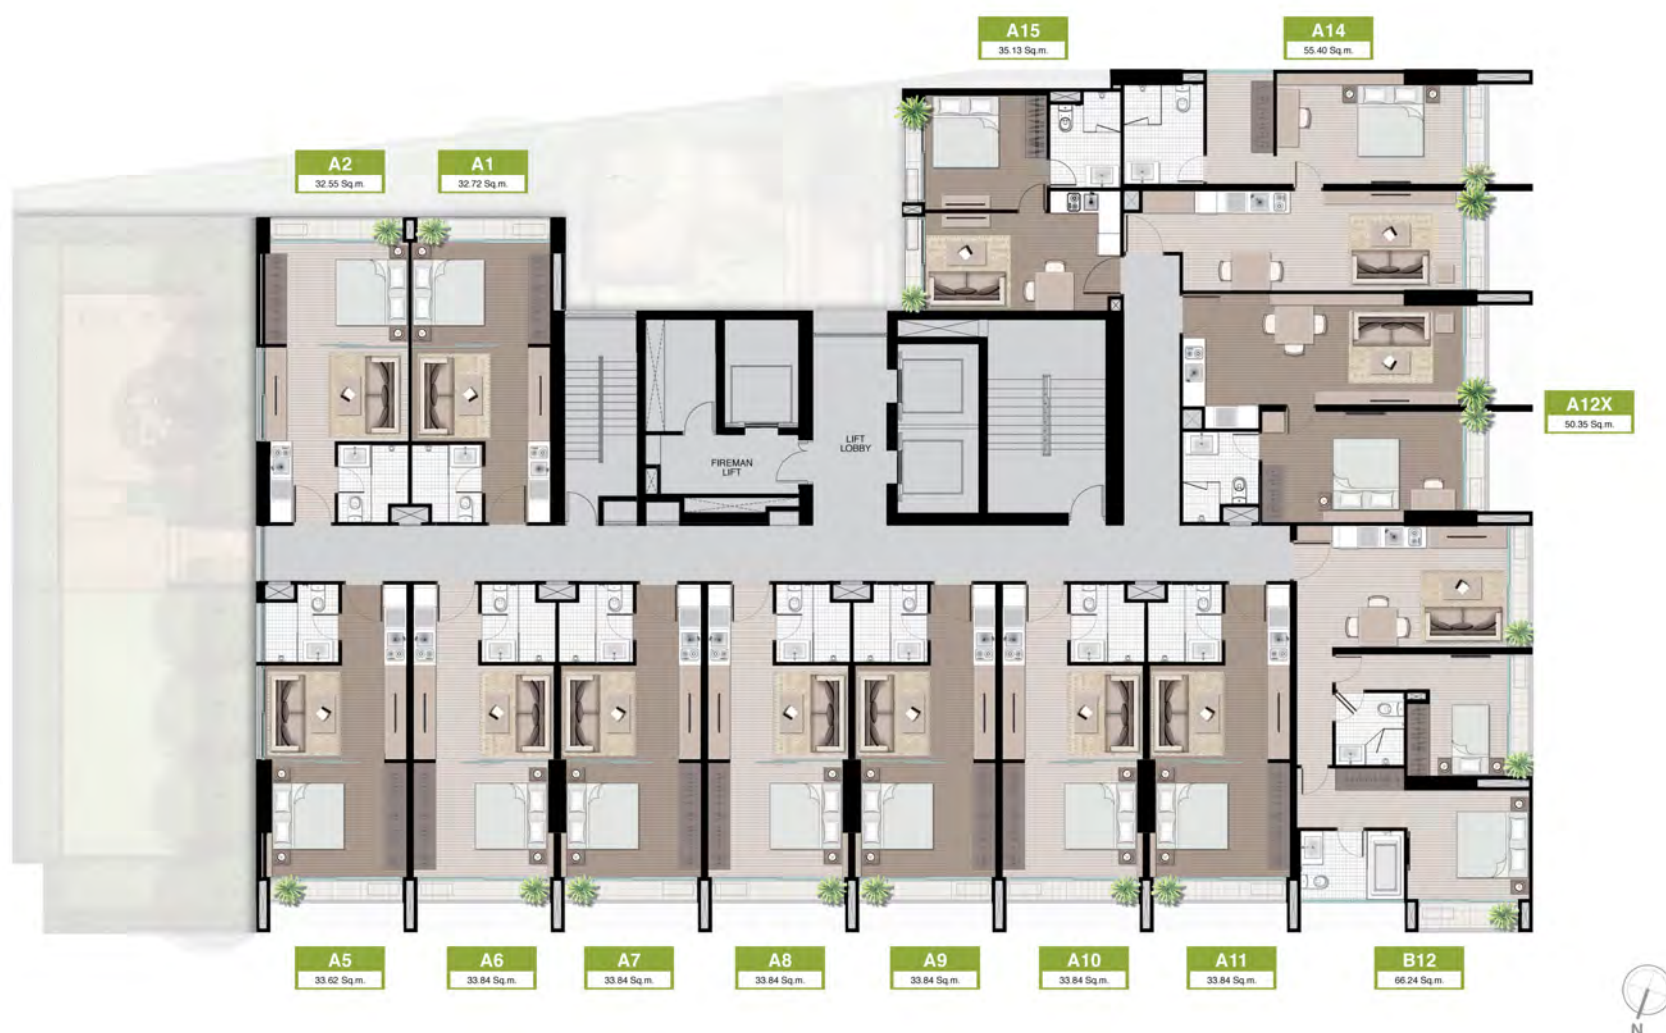 A15
35.13 Sq.m.
A14
55.40 Sq.m.
A2
32.55 Sq.m.
A1
32.72 Sq.m.
A12X
50.35 Sq.m.
LIFT
LOBBY
FIREMAN
LIFT
A5
33.62 Sq.m.
A6
33.84 Sq.m.
A7
33.84 Sq.m.
A8
33.84 Sq.m.
A9
33.84 Sq.m.
A10
33.84 Sq.m.
A11
33.84 Sq.m.
B12
66.24 Sq.m.
N